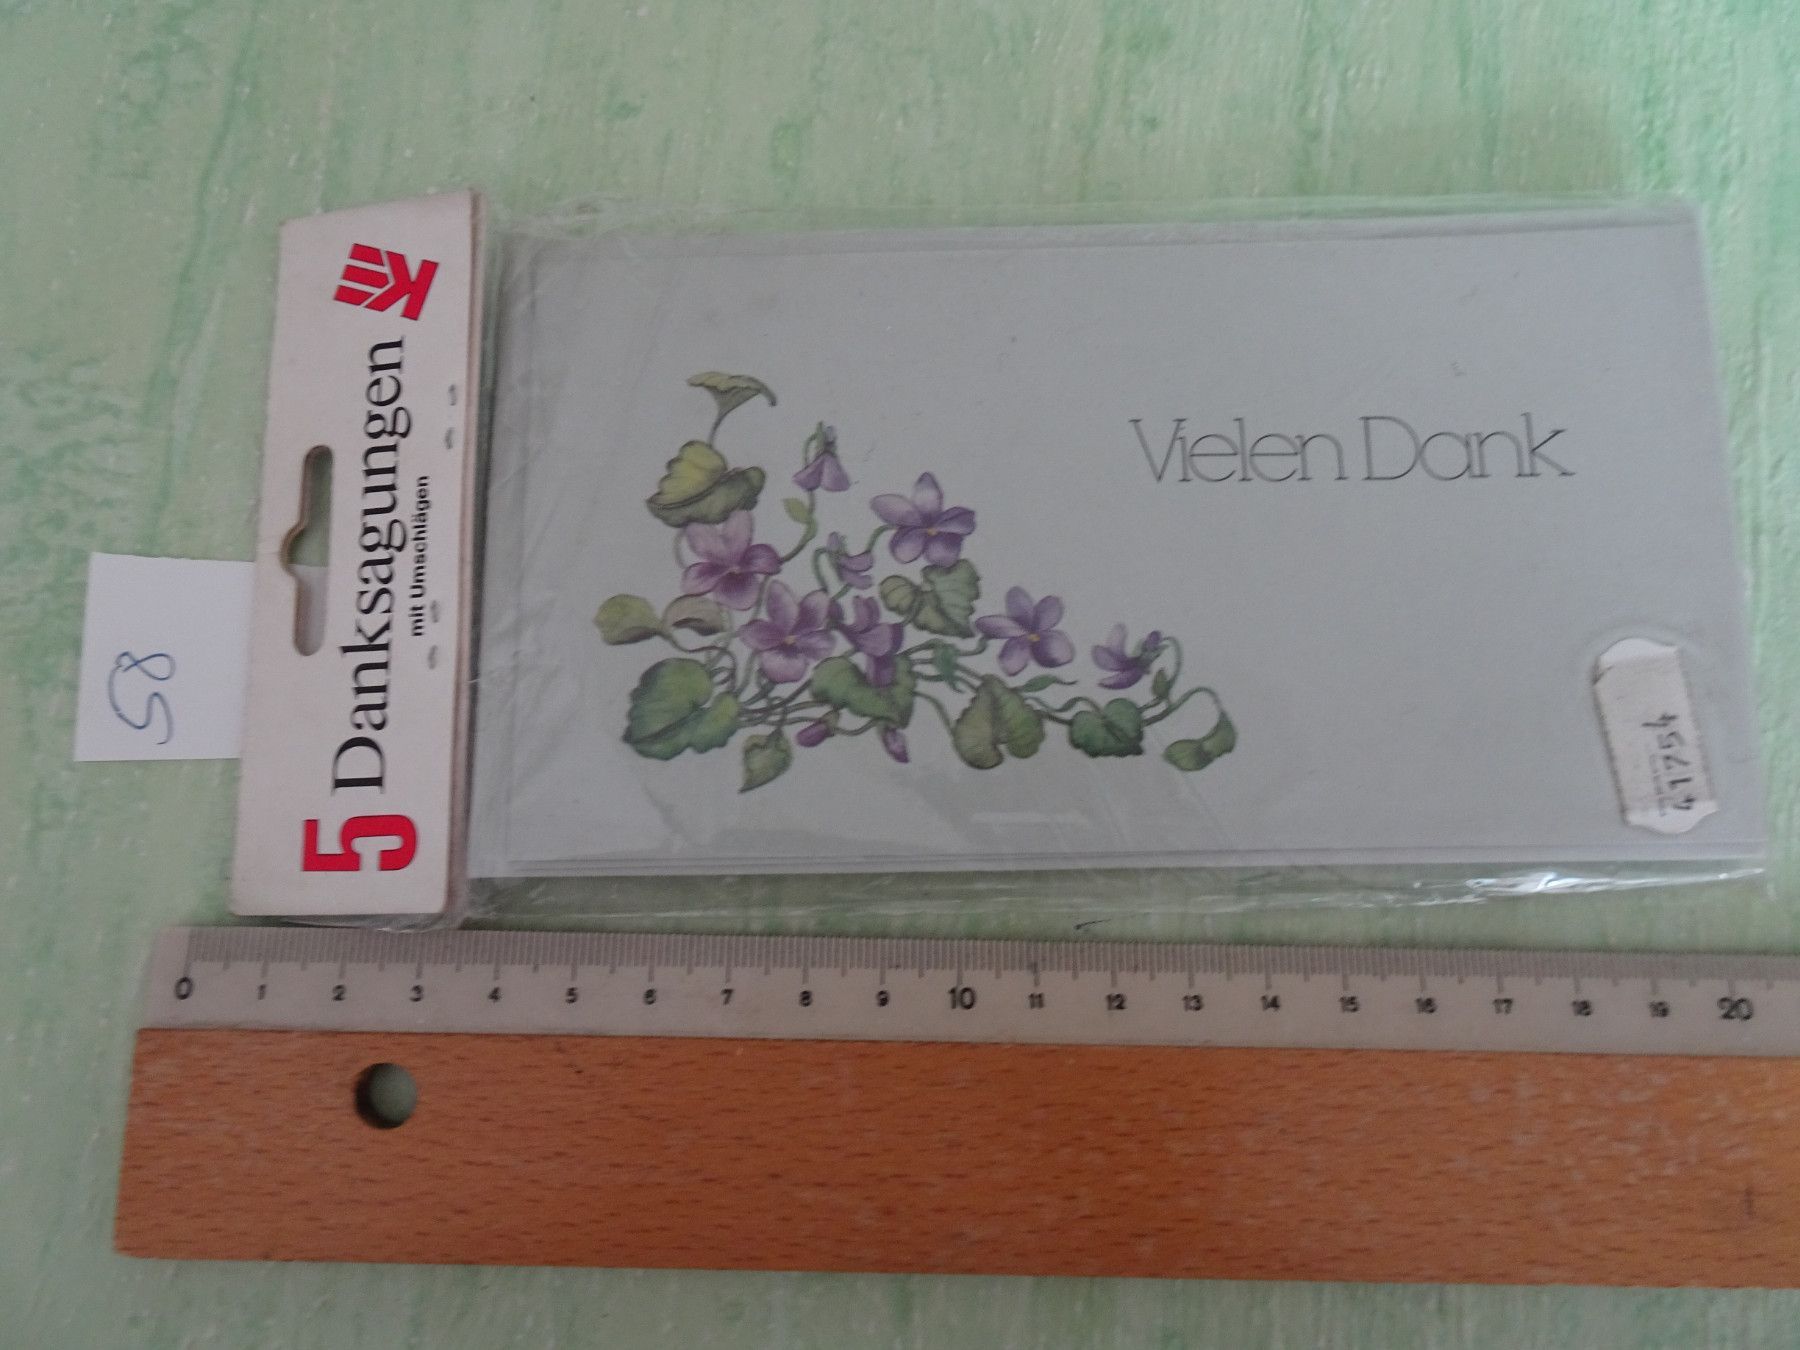 5 Danksagungen
mit Umschlägen
Vielen Dank
41754
58
0 1 2 3 4 5 6 7 8 9 10 11 12 13 14 15 16 17 18 19 20